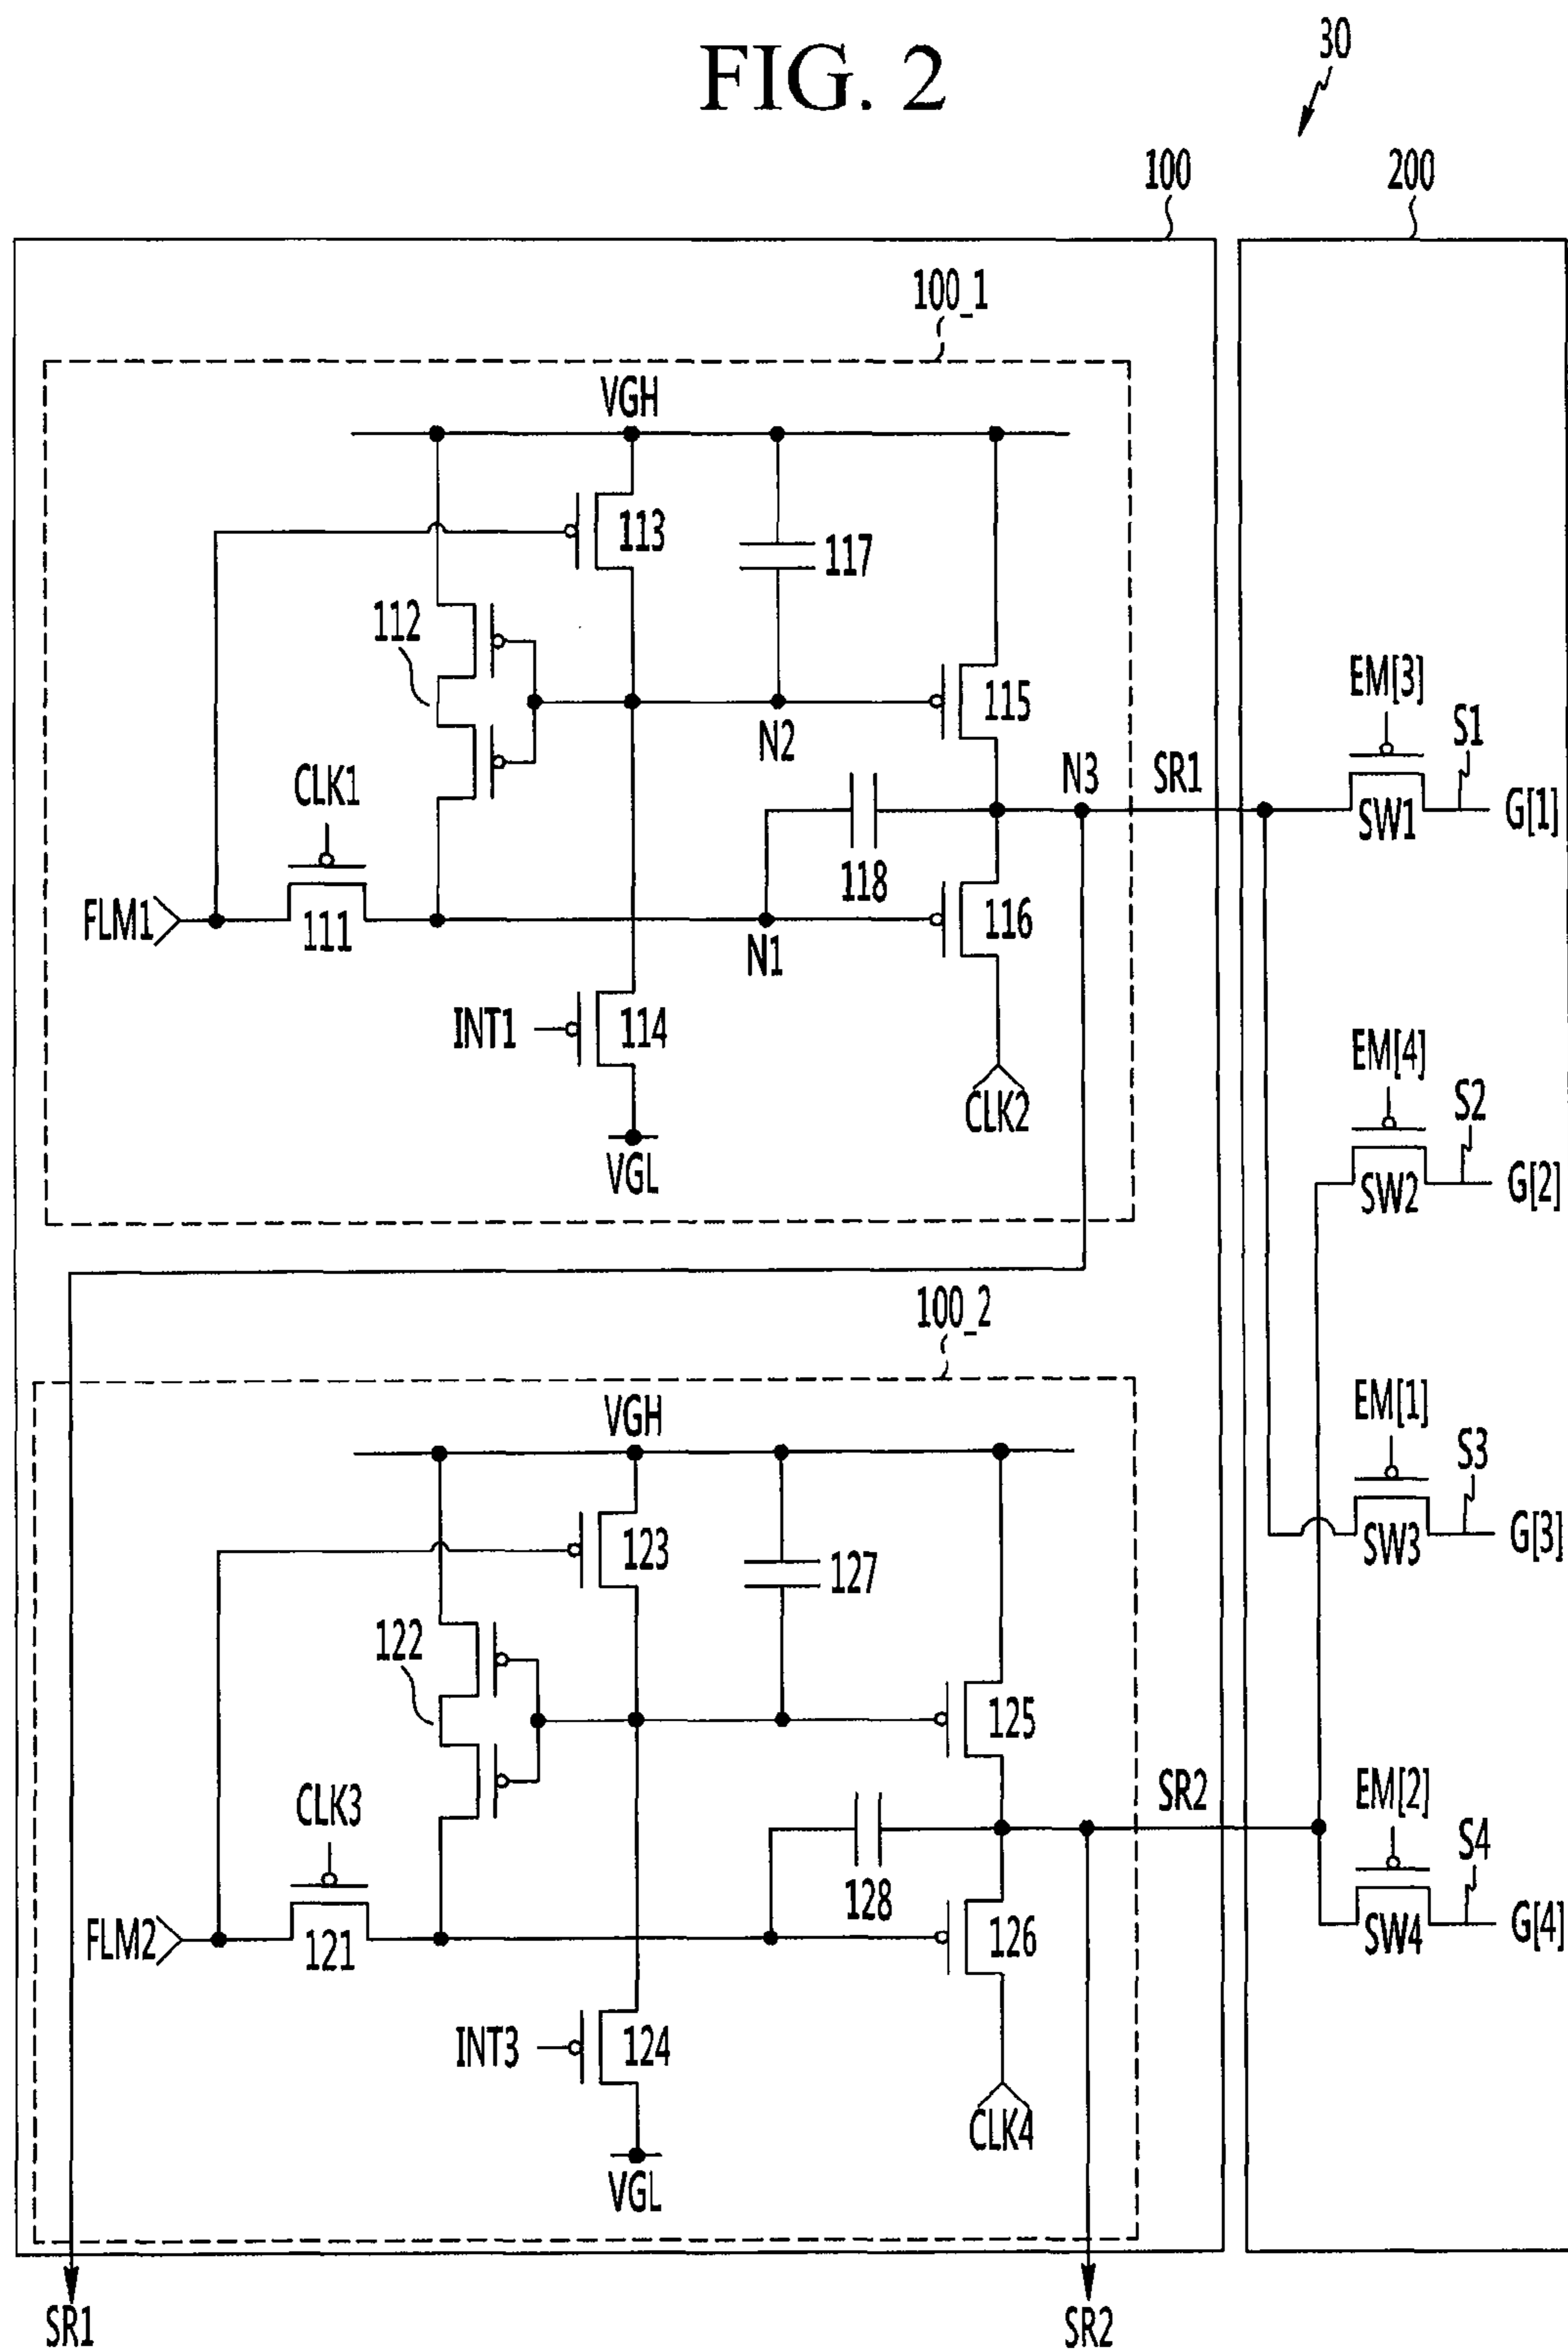 FIG. 2
30
100
200
100_1
VGH
113
117
112
115
EM[3]
S1
N2
N3
SR1
CLK1
SW1
G[1]
118
FLM1
111
116
N1
INT1
114
EM[4]
S2
CLK2
VGL
SW2
G[2]
100_2
VGH
EM[1]
S3
123
127
SW3
G[3]
122
125
SR2
EM[2]
CLK3
S4
128
FLM2
121
126
SW4
G[4]
INT3
124
CLK4
VGL
SR1
SR2